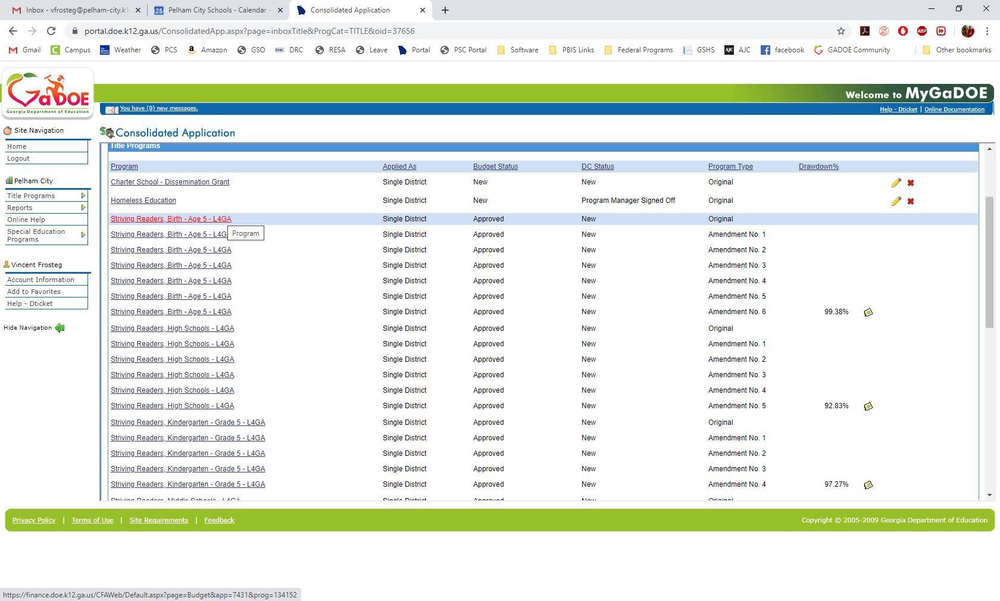 Inbox - vfrosteg@pelham-city.k1
Pelham City Schools - Calendar -
Consolidated Application
portal.doe.k12.ga.us/ConsolidatedApp.aspx?page=inboxTitle&ProgCat=TITLE&oid=37656
Gmail Campus Weather PCS Amazon GSO DRC DRC RESA Leave Portal PSC Portal Software PBIS Links Federal Programs GSHS AJC AJC facebook GADOE Community Other bookmarks
GaDOE
Georgia Department of Education
Welcome to MyGaDOE
You have (0) new messages.
Help - Dticket | Online Documentation
Site Navigation
Home
Logout
Pelham City
Title Programs
Reports
Online Help
Special Education
Programs
Vincent Frosteg
Account Information
Add to Favorites
Help - Dticket
Hide Navigation
Consolidated Application
Title Programs
Program Applied As Budget Status DC Status Program Type Drawdown%
Charter School - Dissemination Grant Single District New New Original
Homeless Education Single District New Program Manager Signed Off Original
Striving Readers, Birth - Age 5 - L4GA Single District Approved New Original
Program
Striving Readers, Birth - Age 5 - L4G Single District Approved New Amendment No. 1
Striving Readers, Birth - Age 5 - L4GA Single District Approved New Amendment No. 2
Striving Readers, Birth - Age 5 - L4GA Single District Approved New Amendment No. 3
Striving Readers, Birth - Age 5 - L4GA Single District Approved New Amendment No. 4
Striving Readers, Birth - Age 5 - L4GA Single District Approved New Amendment No. 5
Striving Readers, Birth - Age 5 - L4GA Single District Approved New Amendment No. 6 99.38%
Striving Readers, High Schools - L4GA Single District Approved New Original
Striving Readers, High Schools - L4GA Single District Approved New Amendment No. 1
Striving Readers, High Schools - L4GA Single District Approved New Amendment No. 2
Striving Readers, High Schools - L4GA Single District Approved New Amendment No. 3
Striving Readers, High Schools - L4GA Single District Approved New Amendment No. 4
Striving Readers, High Schools - L4GA Single District Approved New Amendment No. 5 92.83%
Striving Readers, Kindergarten - Grade 5 - L4GA Single District Approved New Original
Striving Readers, Kindergarten - Grade 5 - L4GA Single District Approved New Amendment No. 1
Striving Readers, Kindergarten - Grade 5 - L4GA Single District Approved New Amendment No. 2
Striving Readers, Kindergarten - Grade 5 - L4GA Single District Approved New Amendment No. 3
Striving Readers, Kindergarten - Grade 5 - L4GA Single District Approved New Amendment No. 4 97.27%
Striving Readers, Middle Schools - L4GA Single District Approved New Original
Privacy Policy | Terms of Use | Site Requirements | Feedback
Copyright © 2005-2009 Georgia Department of Education
https://finance.doe.k12.ga.us/CFAWeb/Default.aspx?page=Budget&app=7431&prog=134152